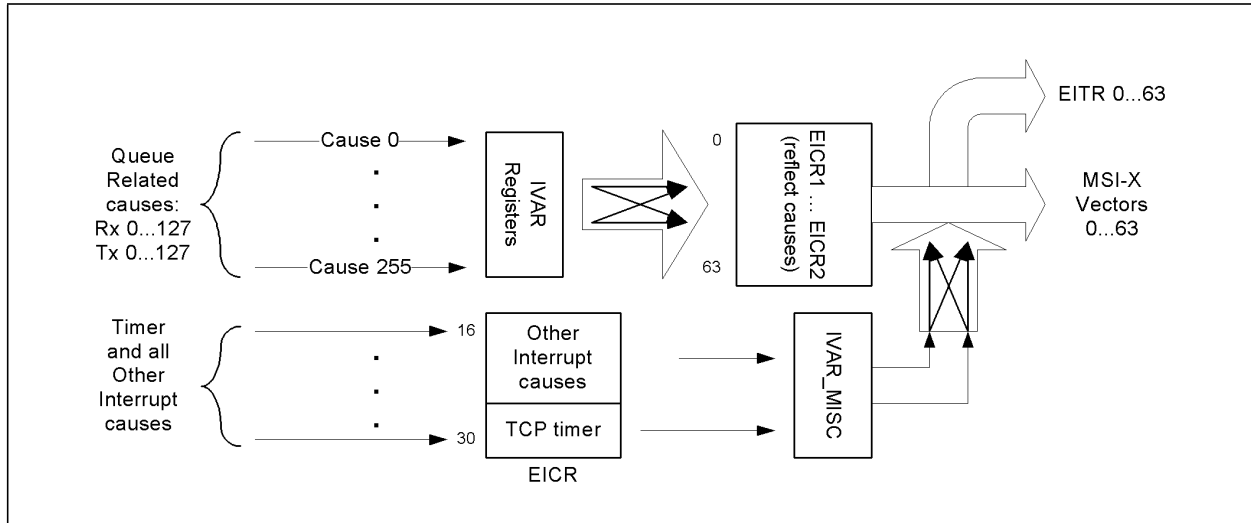 Queue
Related
causes:
Rx 0...127
Tx 0...127
Cause 0
Cause 255
IVAR
Registers
0
63
EICR1 ... EICR2
(reflect causes)
EITR 0...63
MSI-X
Vectors
0...63
Timer
and all
Other
Interrupt
causes
16
30
Other
Interrupt
causes
TCP timer
EICR
IVAR_MISC